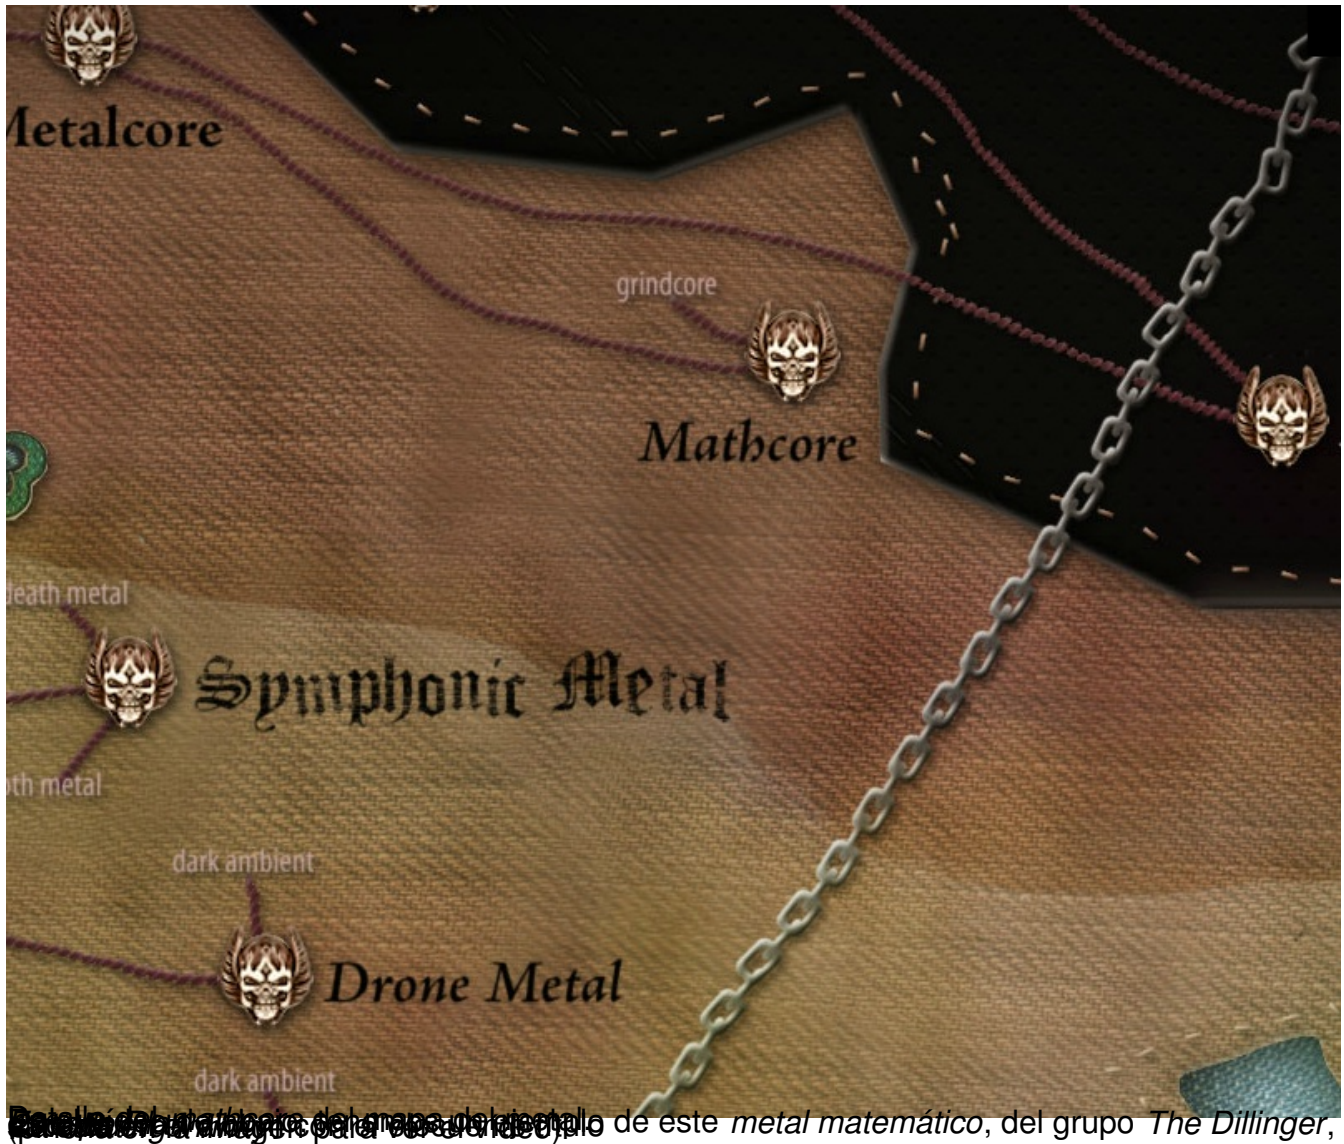 Metalcore
grindcore
Mathcore
death metal
Symphonic Metal
oth metal
dark ambient
Drone Metal
dark ambient
de este metal matemático, del grupo The Dillinger,